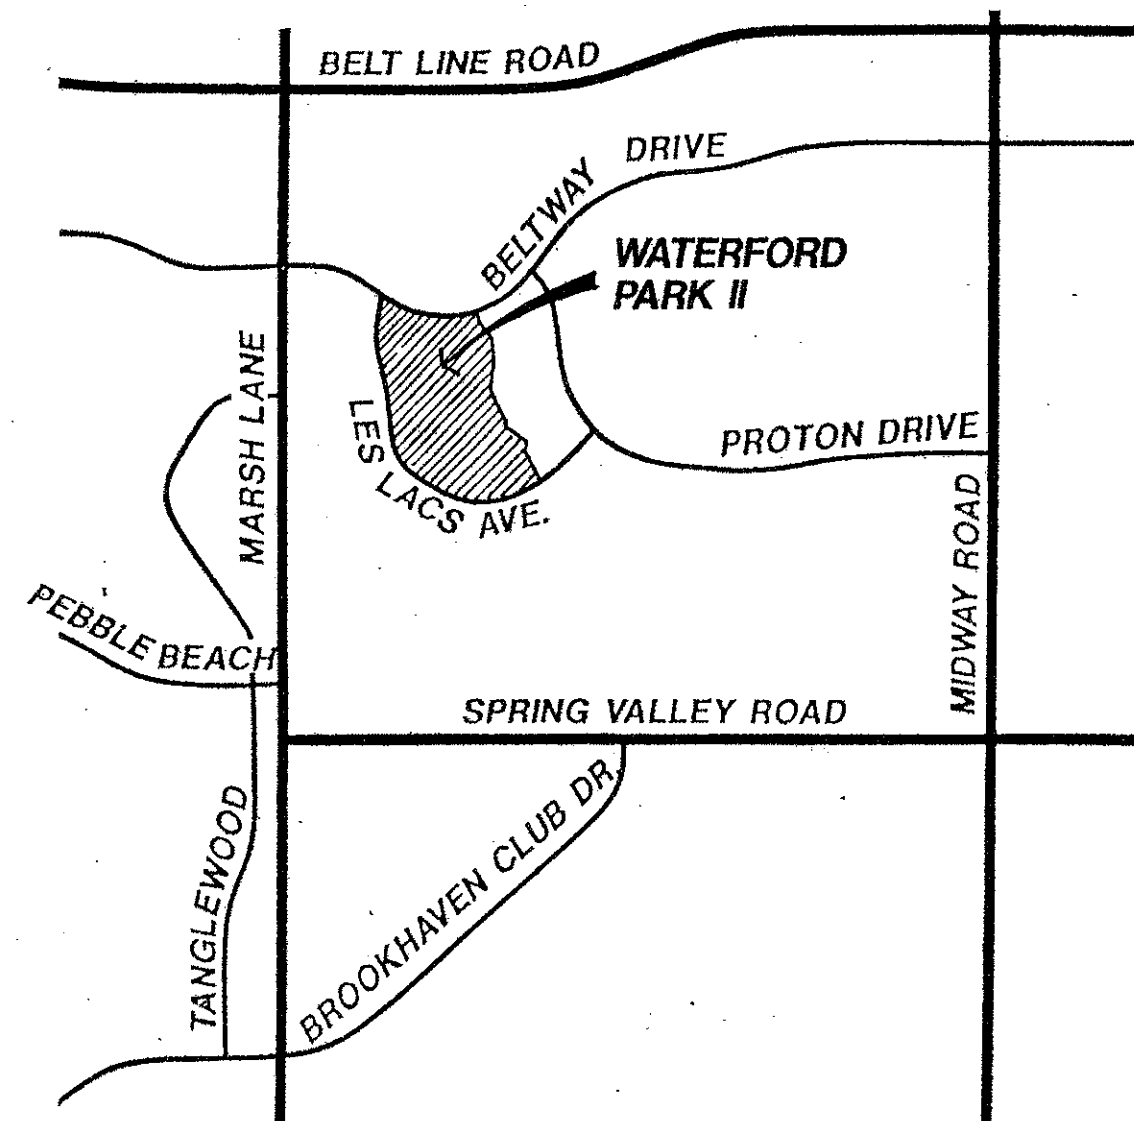 BELT LINE ROAD
BELTWAY DRIVE
WATERFORD
PARK II
MARSH LANE
LES LACS AVE.
PROTON DRIVE
MIDWAY ROAD
PEBBLE BEACH
SPRING VALLEY ROAD
TANGLEWOOD
BROOKHAVEN CLUB DR.